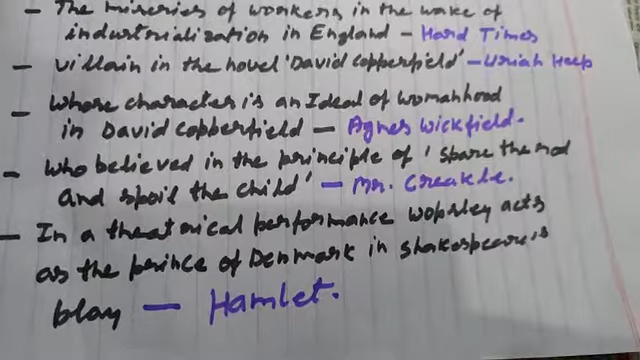 - The miseries of workers in the wake of
industrialization in England - Hard Times
- Villain in the novel 'David Copperfield' - Uriah Heep
- Whose character is an Ideal of womanhood
in David Copperfield - Agnes Wickfield.
- Who believed in the principle of 'spare the rod
and spoil the child' - Mr. Creakle.
- In a theatrical performance Wopsley acts
as the prince of Denmark in Shakespeare's
play - Hamlet.